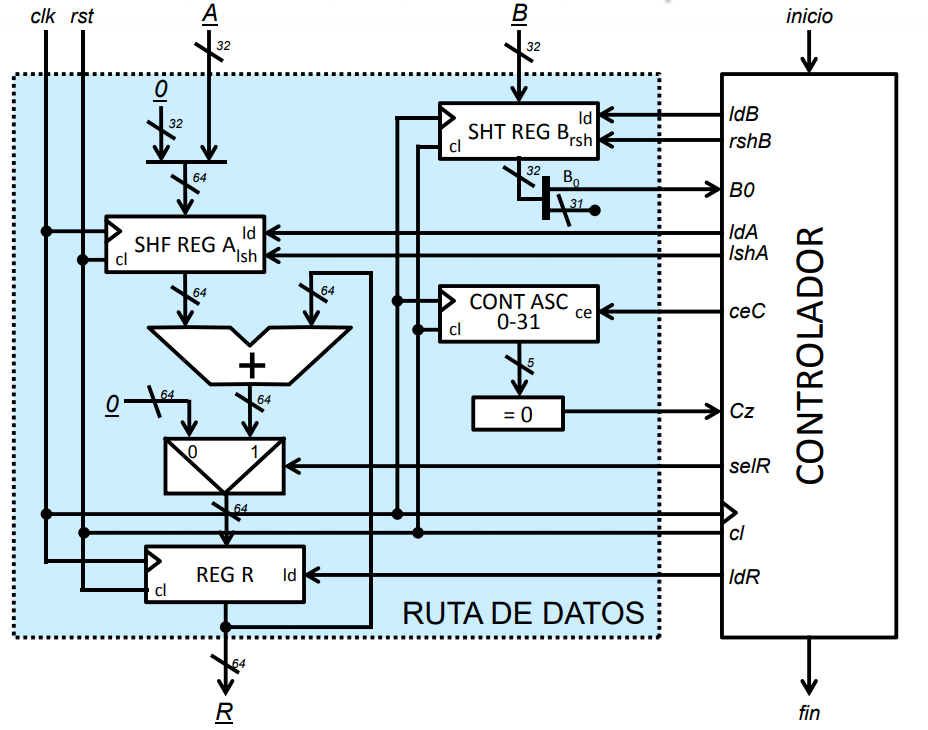 clk rst A B inicio
32 32
0
32
64
SHT REG B
ld
rsh
cl
ldB
rshB
32
B0
31
B0
SHF REG A
ld
lsh
cl
ldA
lshA
64
64
CONT ASC
0-31
ce
cl
ceC
+
5
= 0
Cz
0
64
64
0 1
selR
64
cl
REG R
ld
cl
ldR
RUTA DE DATOS
CONTROLADOR
64
R
fin